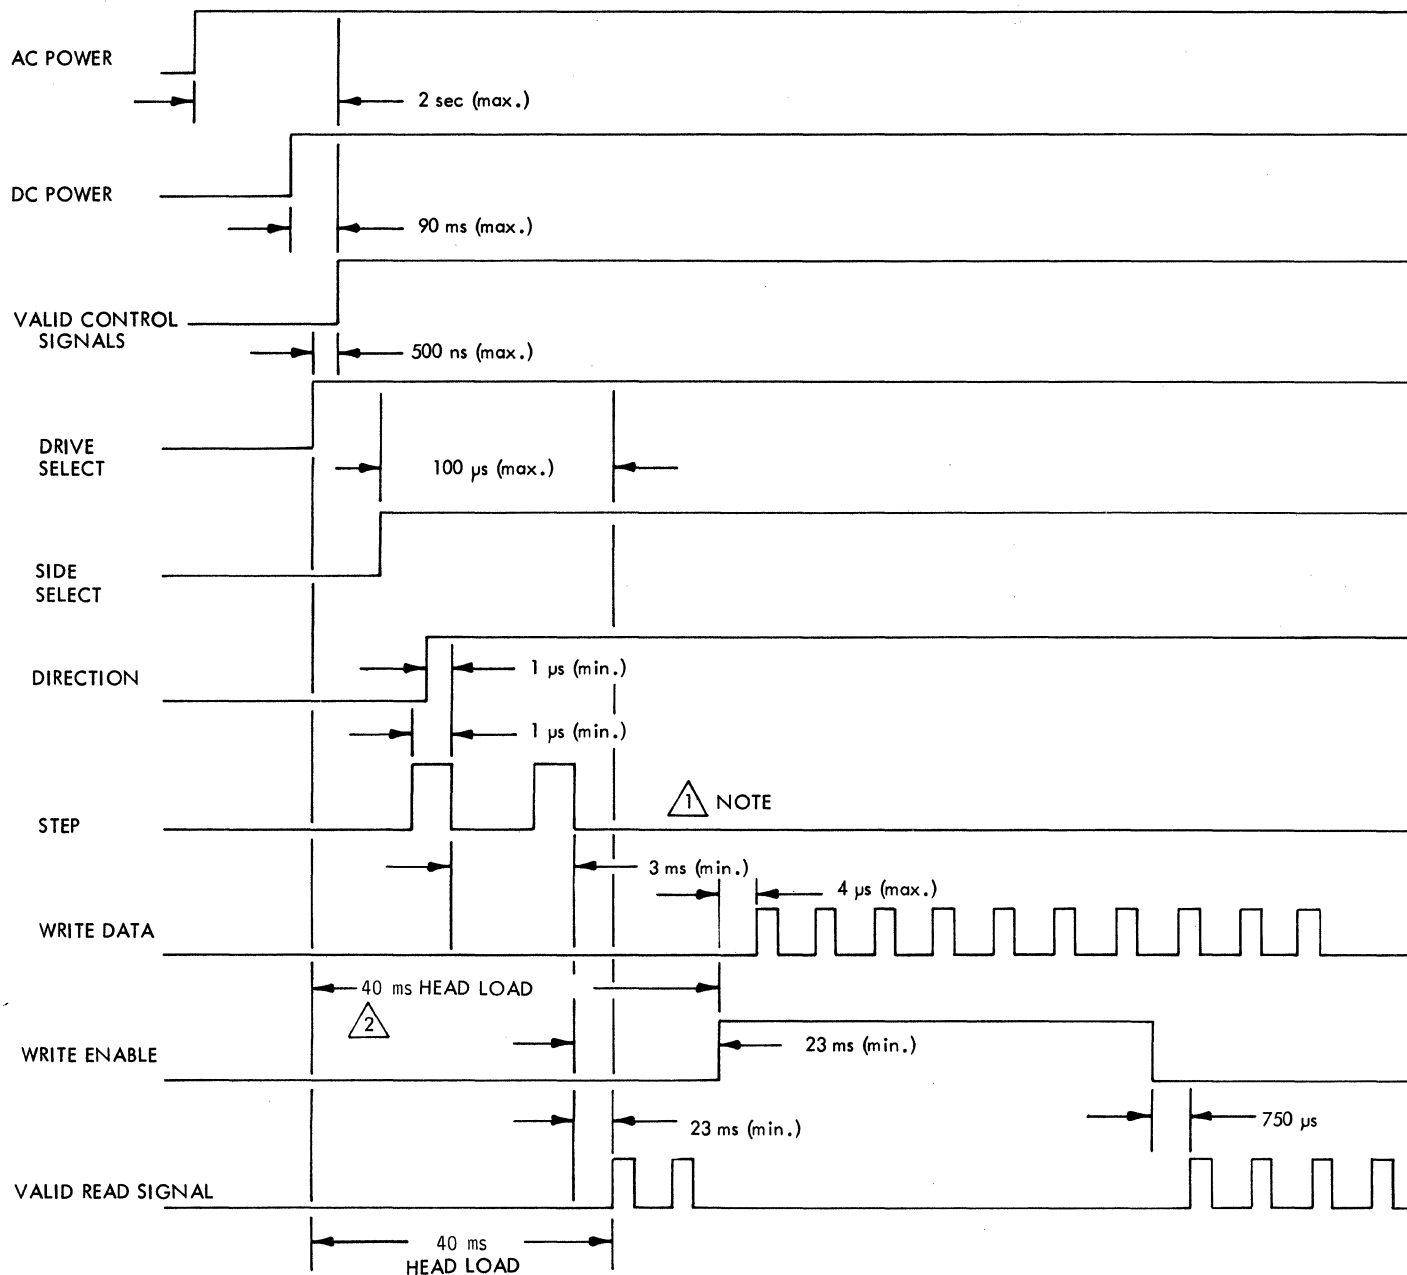 AC POWER
2 sec (max.)
DC POWER
90 ms (max.)
VALID CONTROL
SIGNALS
500 ns (max.)
DRIVE
SELECT
100 µs (max.)
SIDE
SELECT
DIRECTION
1 µs (min.)
1 µs (min.)
STEP
1 NOTE
3 ms (min.)
4 µs (max.)
WRITE DATA
40 ms HEAD LOAD
2
WRITE ENABLE
23 ms (min.)
23 ms (min.)
750 µs
VALID READ SIGNAL
40 ms
HEAD LOAD